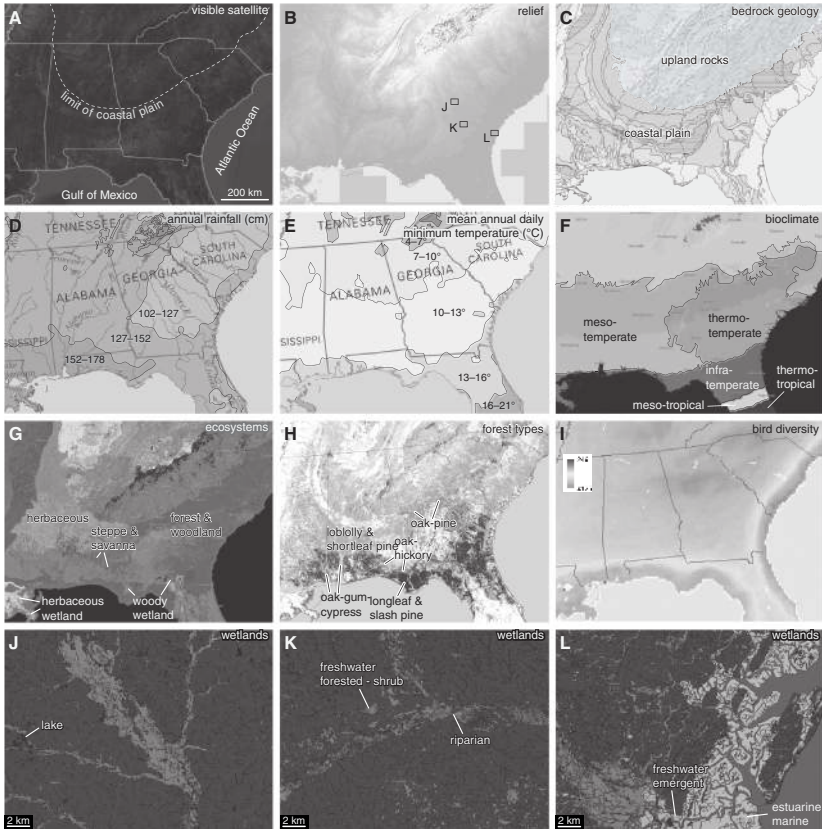 A
visible satellite
limit of coastal plain
Atlantic Ocean
Gulf of Mexico
200 km
B
relief
J
K
L
C
bedrock geology
upland rocks
coastal plain
D
annual rainfall (cm)
TENNESSEE
SOUTH
CAROLINA
GEORGIA
ALABAMA
102–127
127–152
SSISSIPPI
152–178
E
mean annual daily
minimum temperature (°C)
TENNESSEE
4–7°
7–10°
SOUTH
CAROLINA
GEORGIA
ALABAMA
10–13°
SISSIPPI
13–16°
16–21°
F
bioclimate
meso-
temperate
thermo-
temperate
infra-
temperate
thermo-
tropical
meso-tropical
G
ecosystems
herbaceous
steppe &
savanna
forest &
woodland
herbaceous
wetland
woody
wetland
H
forest types
oak-pine
loblolly &
shortleaf pine
oak-
hickory
oak-gum-
cypress
longleaf &
slash pine
I
bird diversity
J
wetlands
lake
2 km
K
wetlands
freshwater
forested - shrub
riparian
2 km
L
wetlands
freshwater
emergent
estuarine
marine
2 km